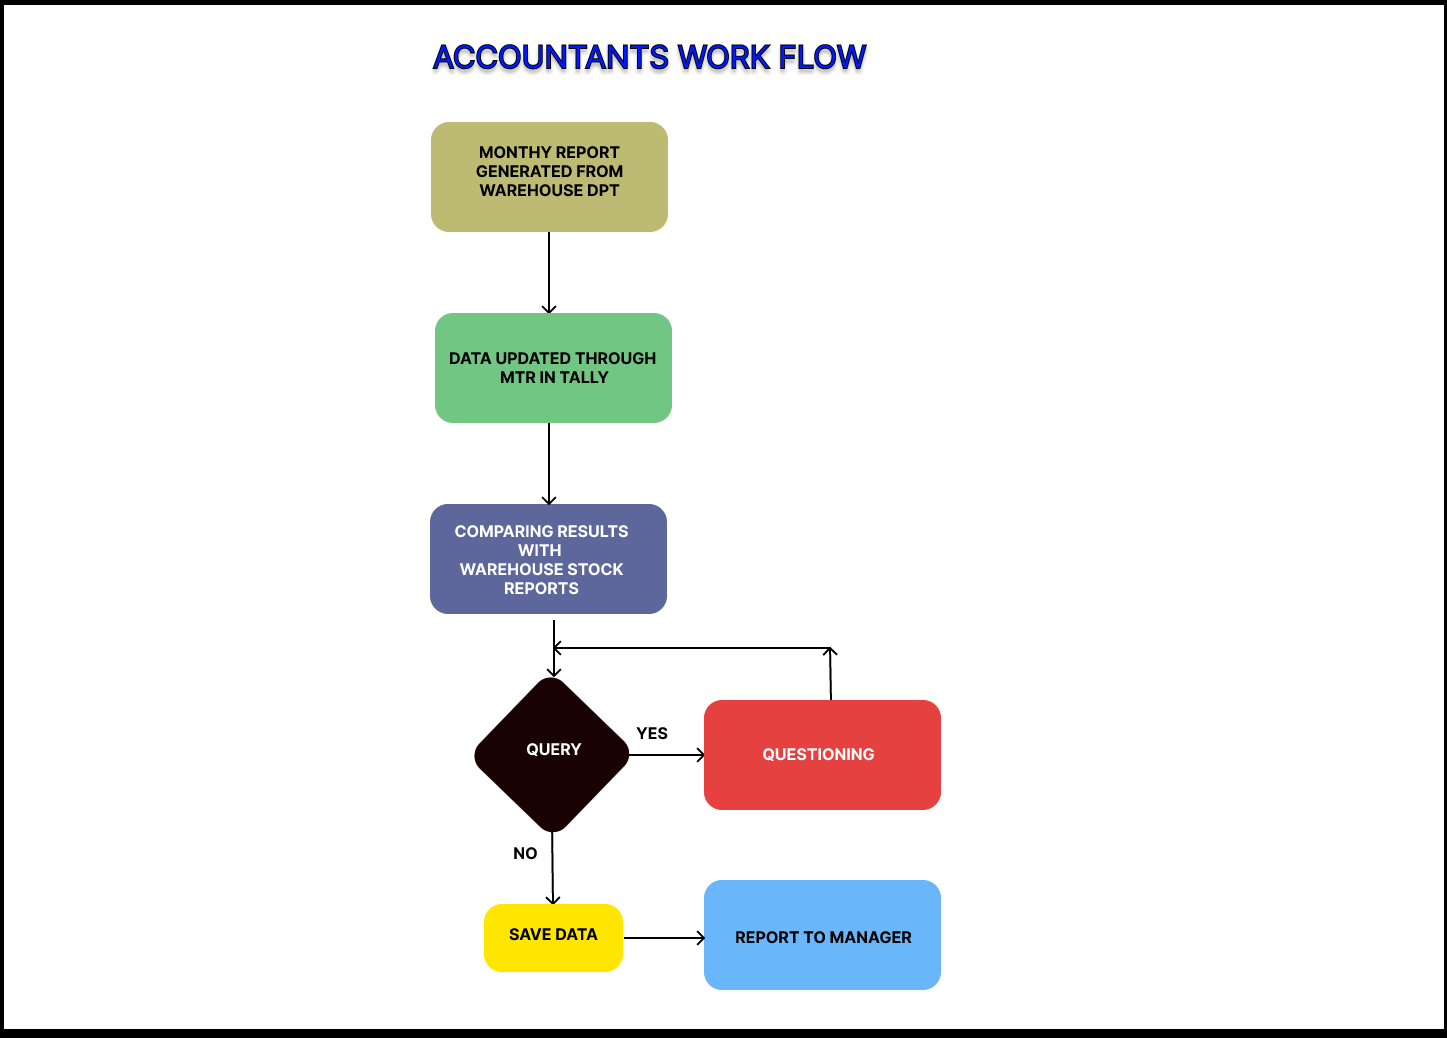 ACCOUNTANTS WORK FLOW
MONTHY REPORT
GENERATED FROM
WAREHOUSE DPT
DATA UPDATED THROUGH
MTR IN TALLY
COMPARING RESULTS
WITH
WAREHOUSE STOCK
REPORTS
QUERY
YES
QUESTIONING
NO
SAVE DATA
REPORT TO MANAGER